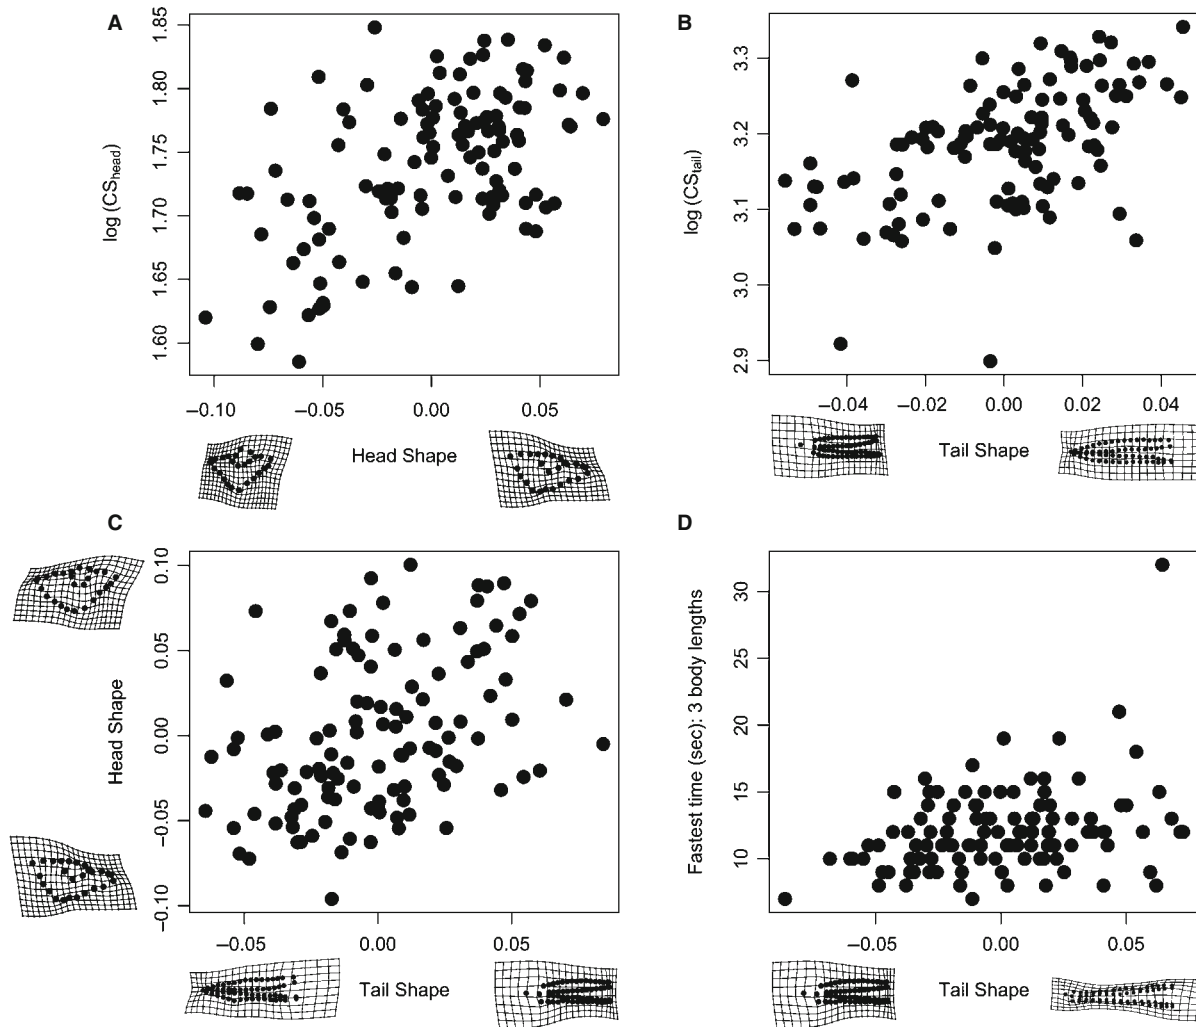 A
log (CShead)
1.60 1.65 1.70 1.75 1.80 1.85
−0.10 −0.05 0.00 0.05
Head Shape
B
log (CStail)
2.9 3.0 3.1 3.2 3.3
−0.04 −0.02 0.00 0.02 0.04
Tail Shape
C
Head Shape
−0.10 −0.05 0.00 0.05 0.10
−0.05 0.00 0.05
Tail Shape
D
Fastest time (sec): 3 body lengths
10 15 20 25 30
−0.05 0.00 0.05
Tail Shape